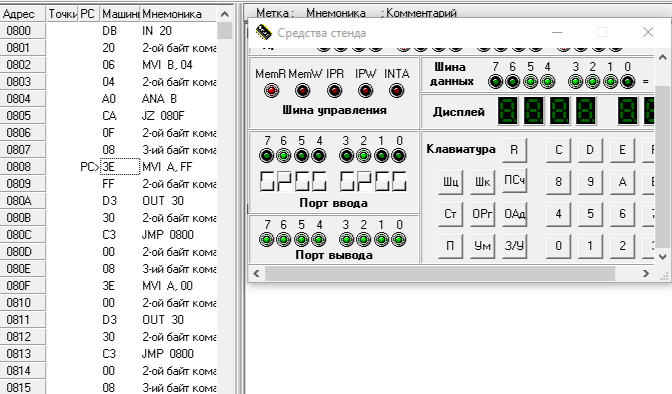 Адрес Точки PC Машинн Мнемоника
0800 DB IN 20
0801 20 2-ой байт кома
0802 06 MVI B, 04
0803 04 2-ой байт кома
0804 A0 ANA B
0805 CA JZ 080F
0806 0F 2-ой байт кома
0807 08 3-ий байт кома
0808 PC> 3E MVI A, FF
0809 FF 2-ой байт кома
080A D3 OUT 30
080B 30 2-ой байт кома
080C C3 JMP 0800
080D 00 2-ой байт кома
080E 08 3-ий байт кома
080F 3E MVI A, 00
0810 00 2-ой байт кома
0811 D3 OUT 30
0812 30 2-ой байт кома
0813 C3 JMP 0800
0814 00 2-ой байт кома
0815 08 3-ий байт кома
Метка : Мнемоника ; Комментарий
Средства стенда
MemR MemW IPR IPW INTA
Шина управления
Шина данных
7 6 5 4 3 2 1 0 =
Дисплей
7 6 5 4 3 2 1 0
Порт ввода
7 6 5 4 3 2 1 0
Порт вывода
Клавиатура
R C D E F
Шц Шк ПСч 8 9 A B
Ст ОРг ОАд 4 5 6 7
П Ум З/У 0 1 2 3